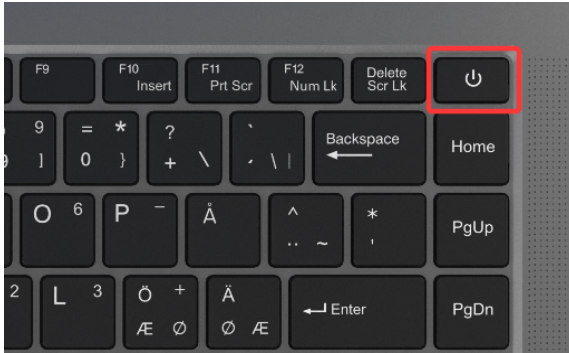 F9
F10
Insert
F11
Prt Scr
F12
Num Lk
Delete
Scr Lk
9
]
= *
0 }
?
+ \
`
´ \ |
Backspace
Home
O 6
P -
Å
^
¨ ~
*
'
PgUp
2
L 3
Ö +
Æ Ø
Ä
Ø Æ
Enter
PgDn